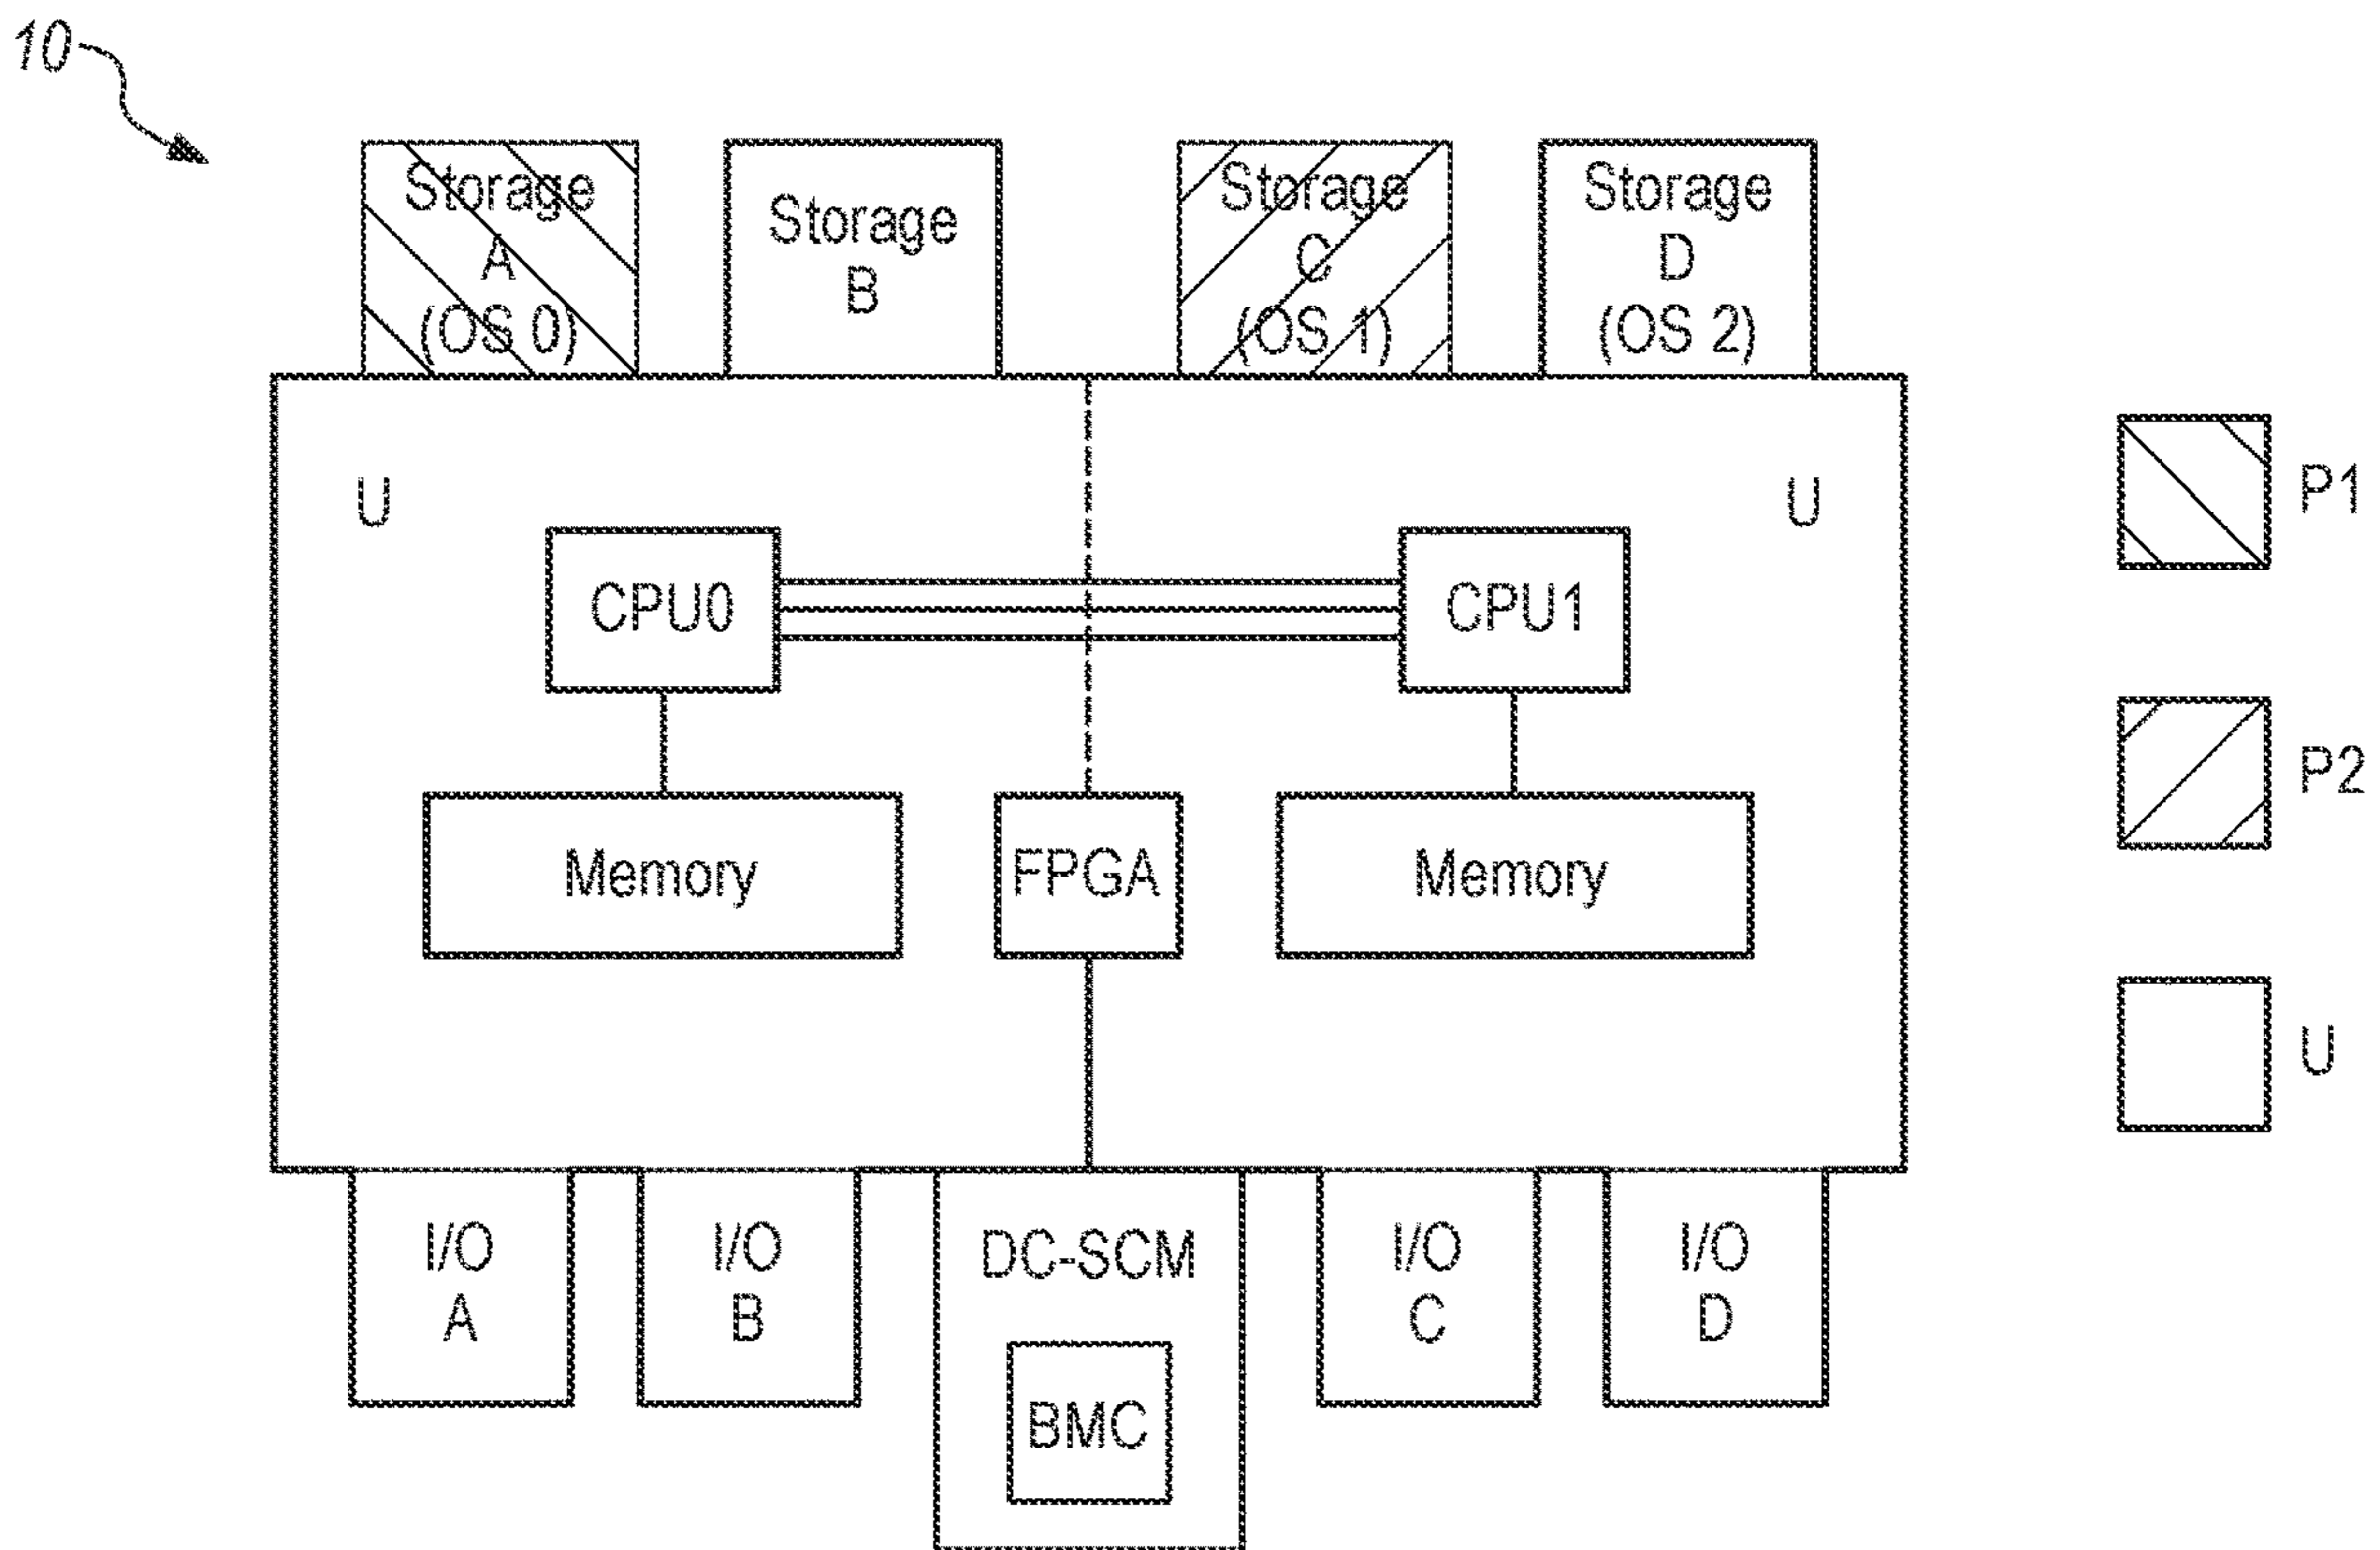 10
Storage
A
(OS 0)
Storage
B
Storage
C
(OS 1)
Storage
D
(OS 2)
U
U
P1
CPU0
CPU1
P2
Memory
FPGA
Memory
U
I/O
A
I/O
B
DC-SCM
I/O
C
I/O
D
BMC